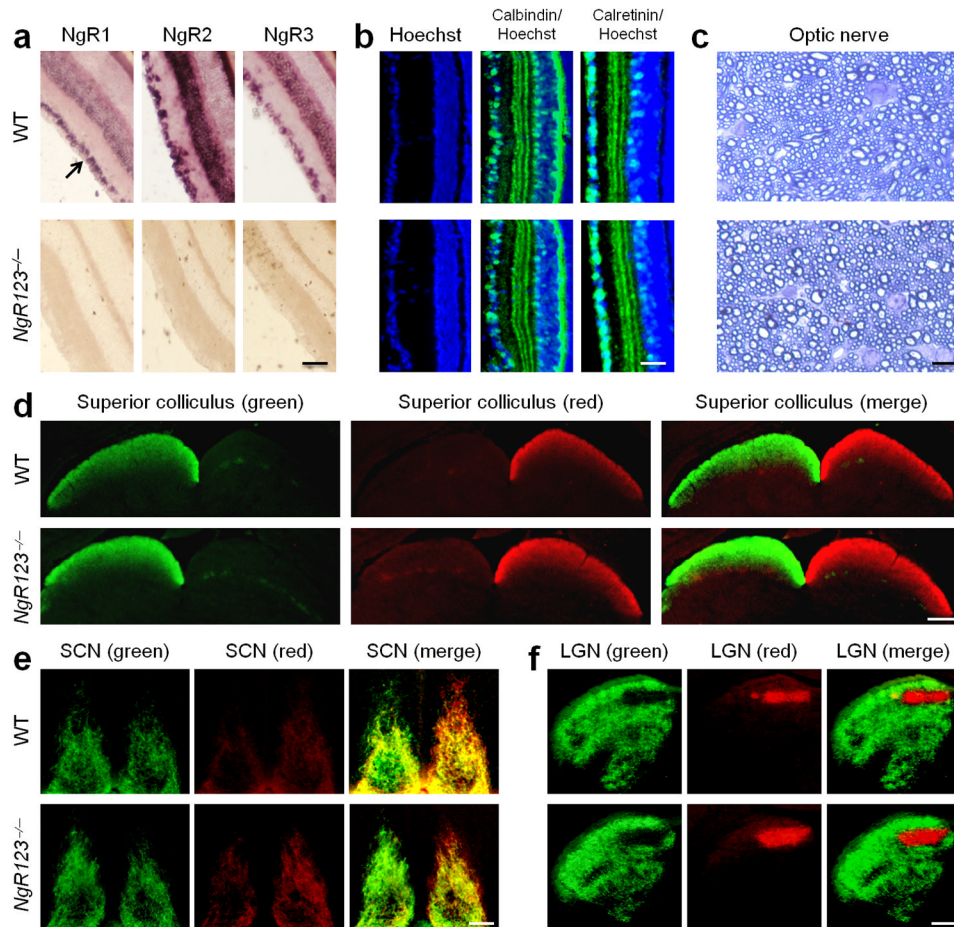 a NgR1 NgR2 NgR3
b Hoechst Calbindin/ Calretinin/
Hoechst Hoechst
c Optic nerve
WT
NgR123–/–
d Superior colliculus (green) Superior colliculus (red) Superior colliculus (merge)
WT
NgR123–/–
e SCN (green) SCN (red) SCN (merge)
WT
NgR123–/–
f LGN (green) LGN (red) LGN (merge)